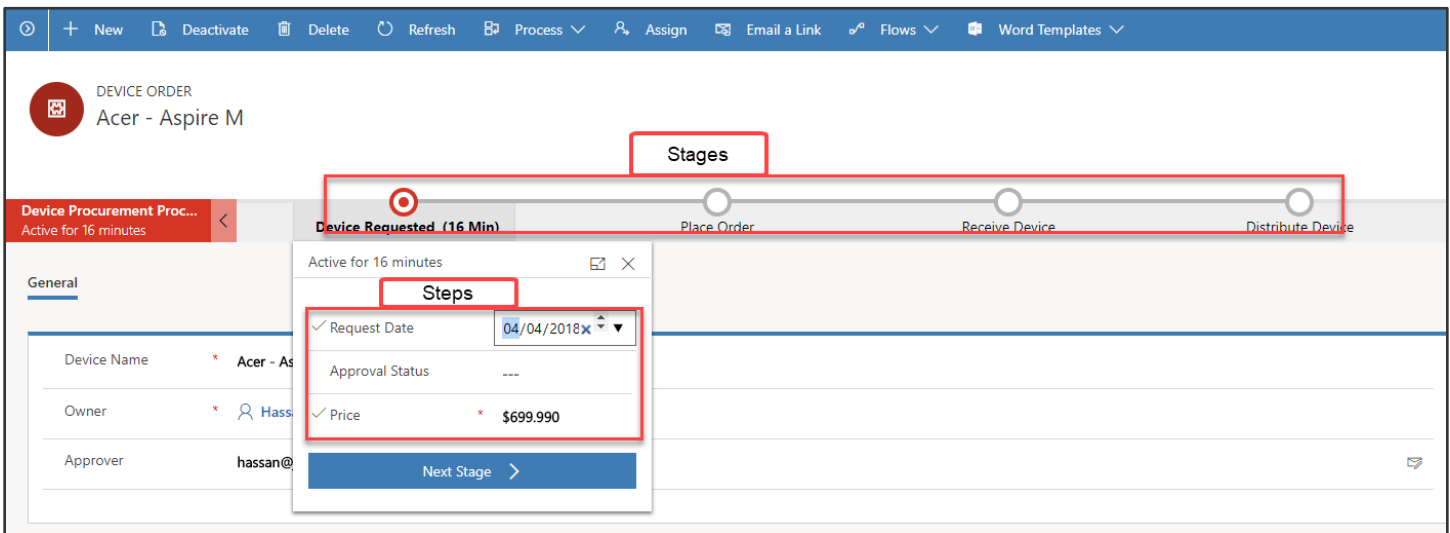 New Deactivate Delete Refresh Process Assign Email a Link Flows Word Templates
DEVICE ORDER
Acer - Aspire M
Stages
Device Procurement Proc...
Active for 16 minutes
Device Requested (16 Min)
Place Order
Receive Device
Distribute Device
Active for 16 minutes
Steps
Request Date 04/04/2018
Approval Status ---
Price * $699.990
Next Stage
General
Device Name * Acer - As
Owner * Hass
Approver hassan@